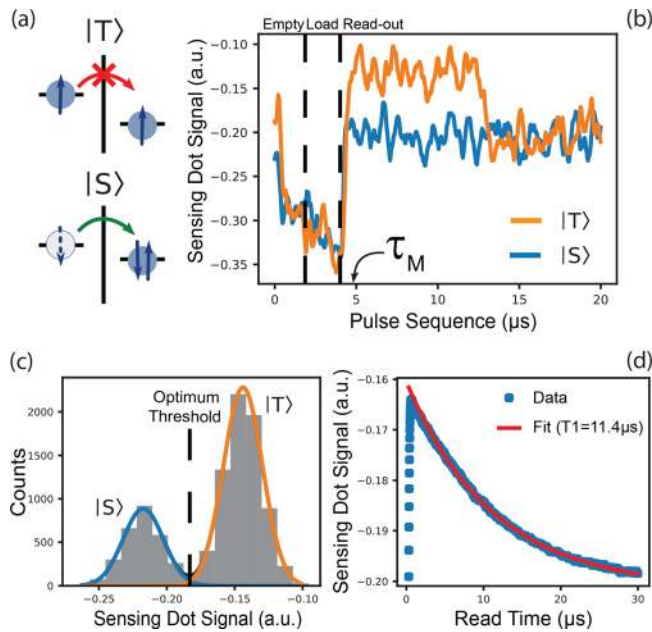 (a)
|T⟩
|S⟩
(b)
Empty Load Read-out
Sensing Dot Signal (a.u.)
−0.10
−0.15
−0.20
−0.25
−0.30
−0.35
|T⟩
|S⟩
τM
0 5 10 15 20
Pulse Sequence (μs)
(c)
Counts
2000
1500
1000
500
0
Optimum
Threshold
|T⟩
|S⟩
−0.25 −0.20 −0.15 −0.10
Sensing Dot Signal (a.u.)
(d)
Sensing Dot Signal (a.u.)
−0.16
−0.17
−0.18
−0.19
−0.20
Data
Fit (T1=11.4μs)
0 10 20 30
Read Time (μs)